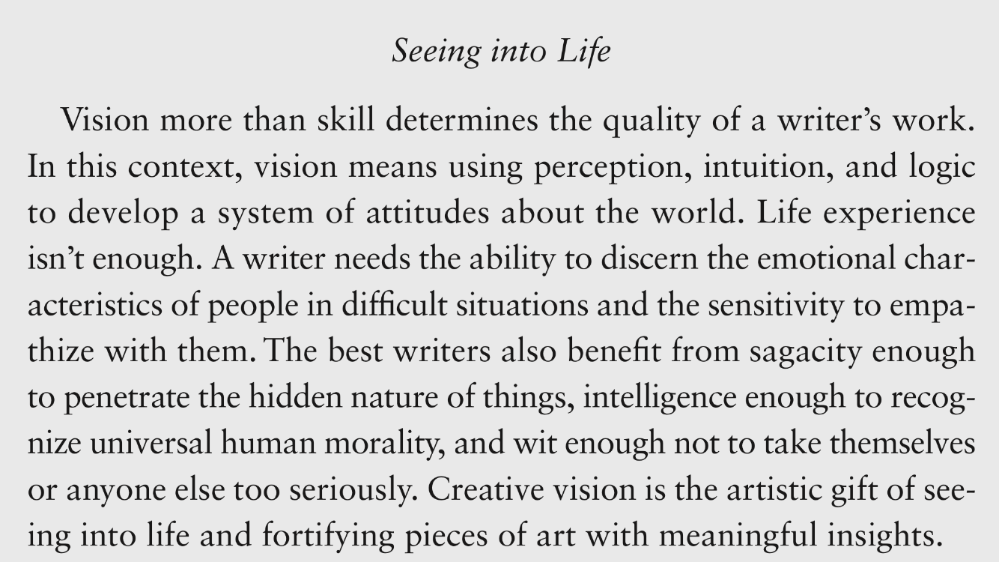 Seeing into Life
Vision more than skill determines the quality of a writer’s work.
In this context, vision means using perception, intuition, and logic
to develop a system of attitudes about the world. Life experience
isn’t enough. A writer needs the ability to discern the emotional char-
acteristics of people in difficult situations and the sensitivity to empa-
thize with them. The best writers also benefit from sagacity enough
to penetrate the hidden nature of things, intelligence enough to recog-
nize universal human morality, and wit enough not to take themselves
or anyone else too seriously. Creative vision is the artistic gift of see-
ing into life and fortifying pieces of art with meaningful insights.